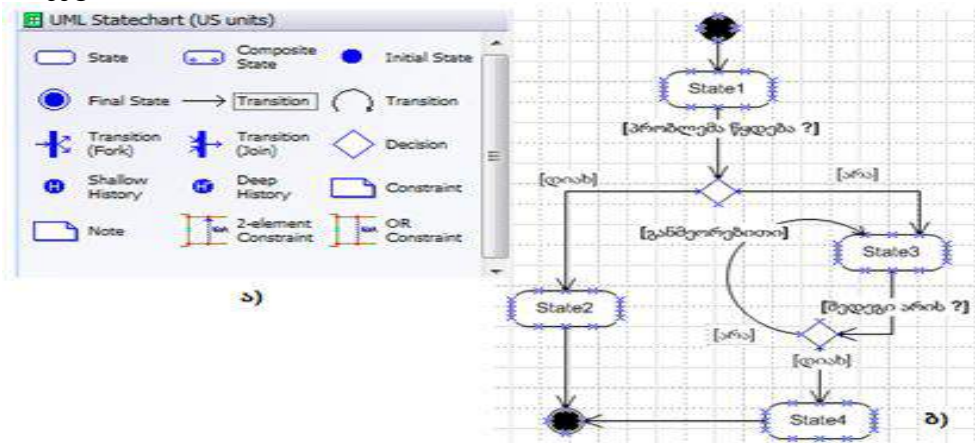 UML Statechart (US units)
State
Composite State
Initial State
Final State
Transition
Transition
Transition (Fork)
Transition (Join)
Decision
Shallow History
Deep History
Constraint
Note
2-element Constraint
OR Constraint
ა)
State1
[პრობლემა წყდება ?]
[დიახ]
[არა]
[განმეორებითი]
State3
State2
[შედეგი არის ?]
[არა]
[დიახ]
State4
ბ)